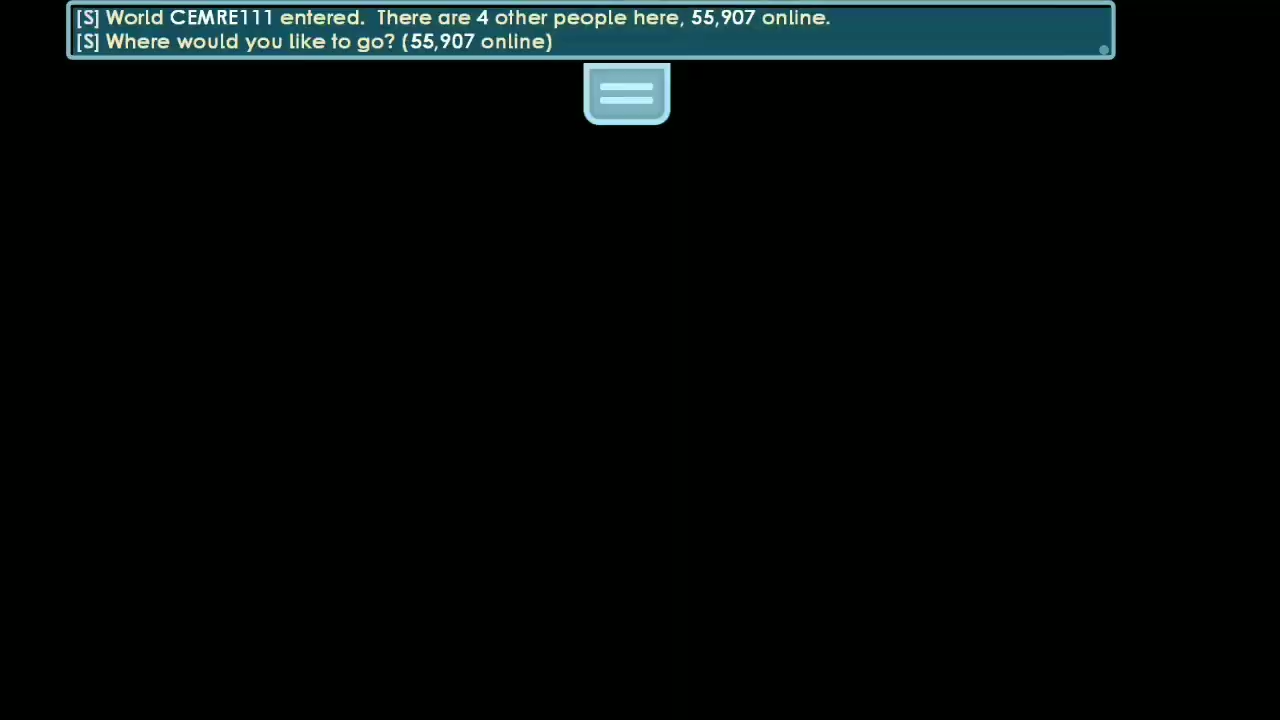 [S] World CEMRE111 entered.  There are 4 other people here, 55,907 online.
[S] Where would you like to go? (55,907 online)